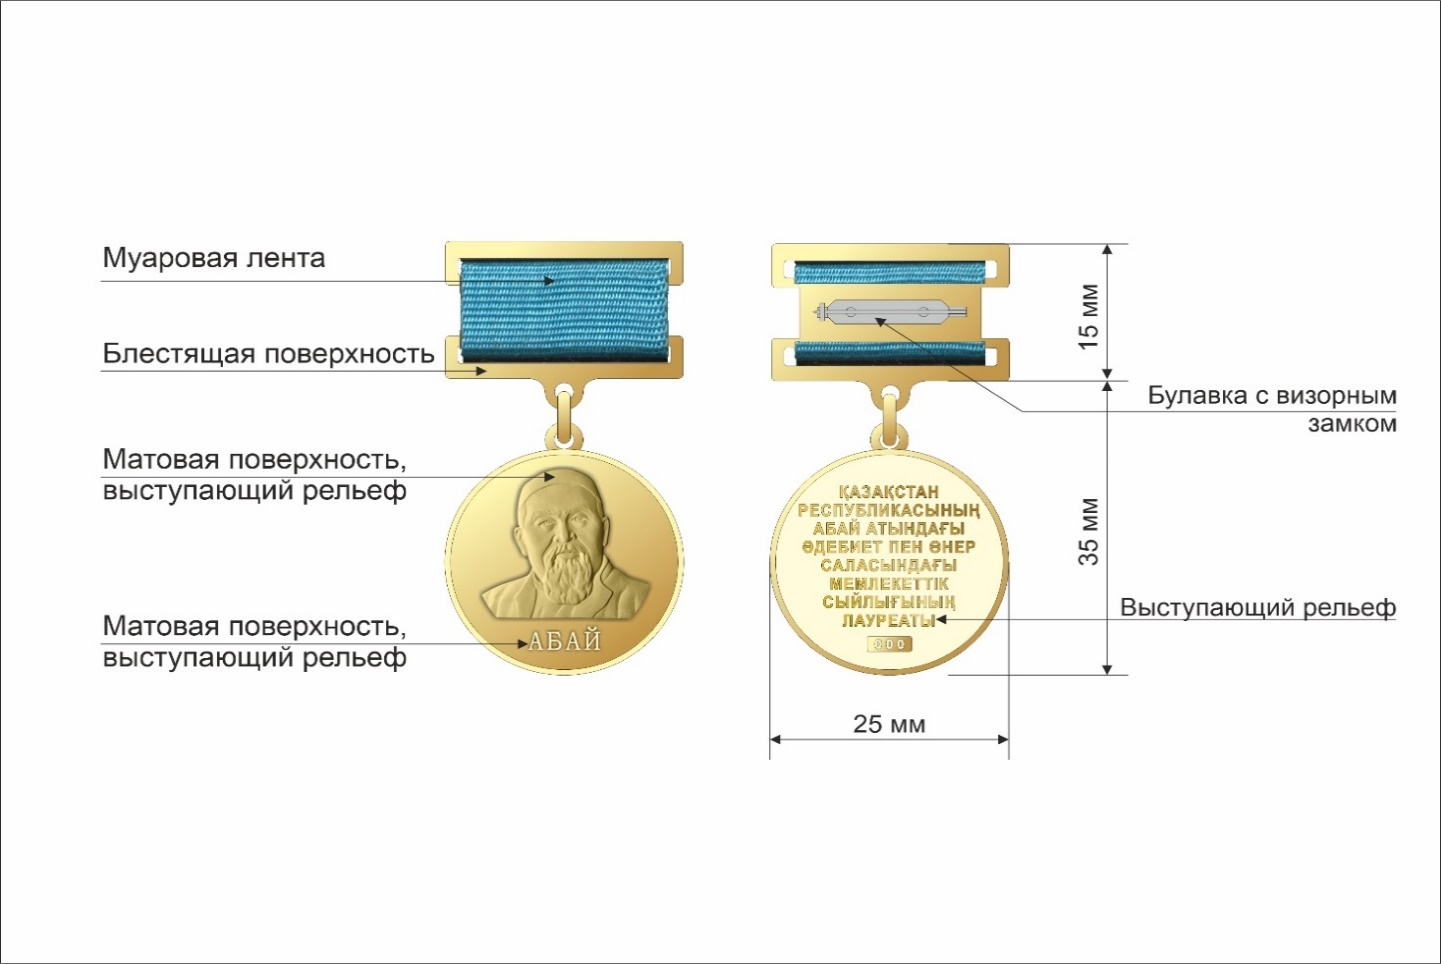 Муаровая лента
Блестящая поверхность
Матовая поверхность,
выступающий рельеф
Матовая поверхность,
выступающий рельеф
АБАЙ
ҚАЗАҚСТАН
РЕСПУБЛИКАСЫНЫҢ
АБАЙ АТЫНДАҒЫ
ӘДЕБИЕТ ПЕН ӨНЕР
САЛАСЫНДАҒЫ
МЕМЛЕКЕТТІК
СЫЙЛЫҒЫНЫҢ
ЛАУРЕАТЫ
000
15 мм
Булавка с визорным
замком
35 мм
Выступающий рельеф
25 мм